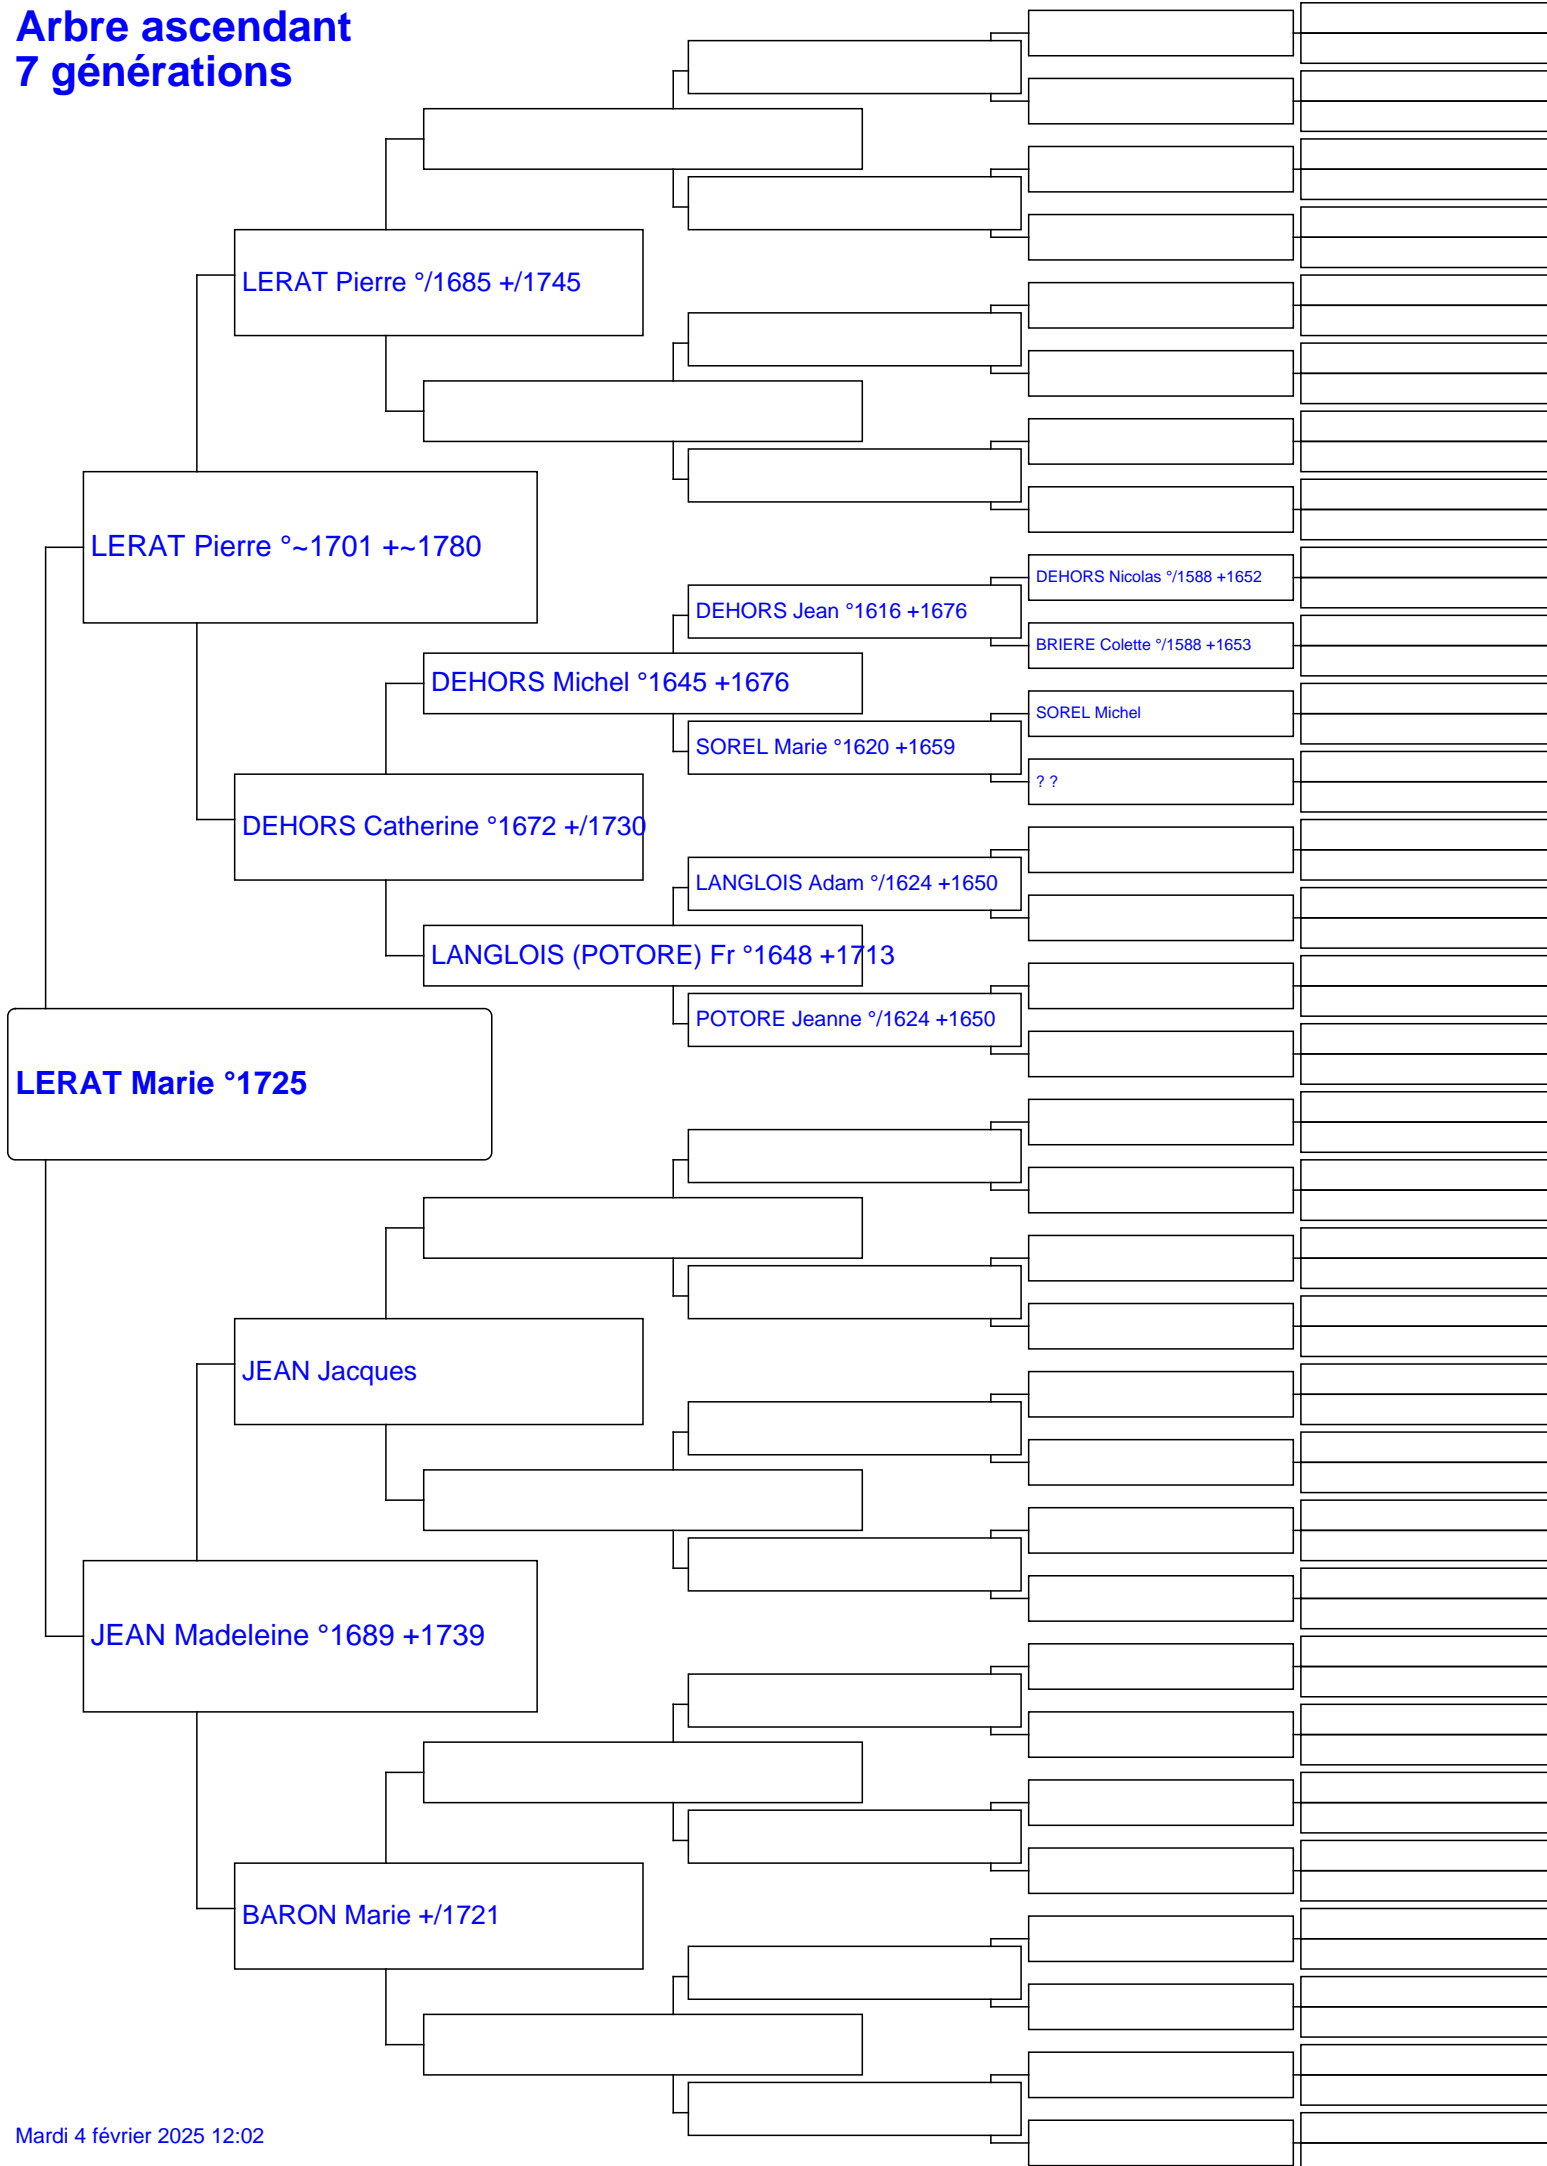 Arbre ascendant
7 générations
LERAT Pierre °/1685 +/1745
LERAT Pierre °~1701 +~1780
DEHORS Nicolas °/1588 +1652
DEHORS Jean °1616 +1676
BRIERE Colette °/1588 +1653
DEHORS Michel °1645 +1676
SOREL Michel
SOREL Marie °1620 +1659
? ?
DEHORS Catherine °1672 +/1730
LANGLOIS Adam °/1624 +1650
LANGLOIS (POTORE) Fr °1648 +1713
POTORE Jeanne °/1624 +1650
LERAT Marie °1725
JEAN Jacques
JEAN Madeleine °1689 +1739
BARON Marie +/1721
Mardi 4 février 2025 12:02